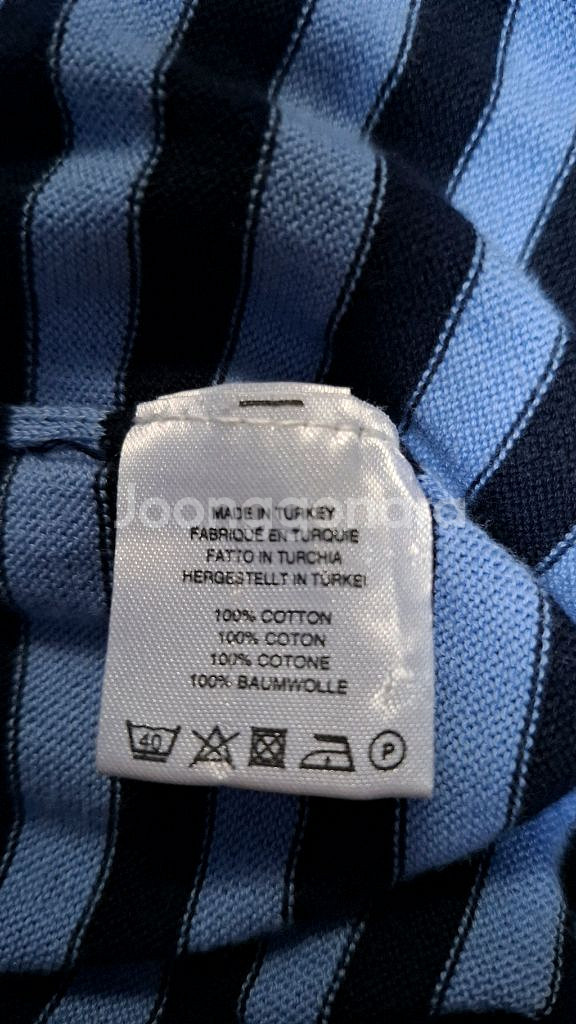 MADE IN TURKEY
FABRIQUÉ EN TURQUIE
FATTO IN TURCHIA
HERGESTELLT IN TÜRKEI
100% COTTON
100% COTON
100% COTONE
100% BAUMWOLLE
40 P
Joonggonara